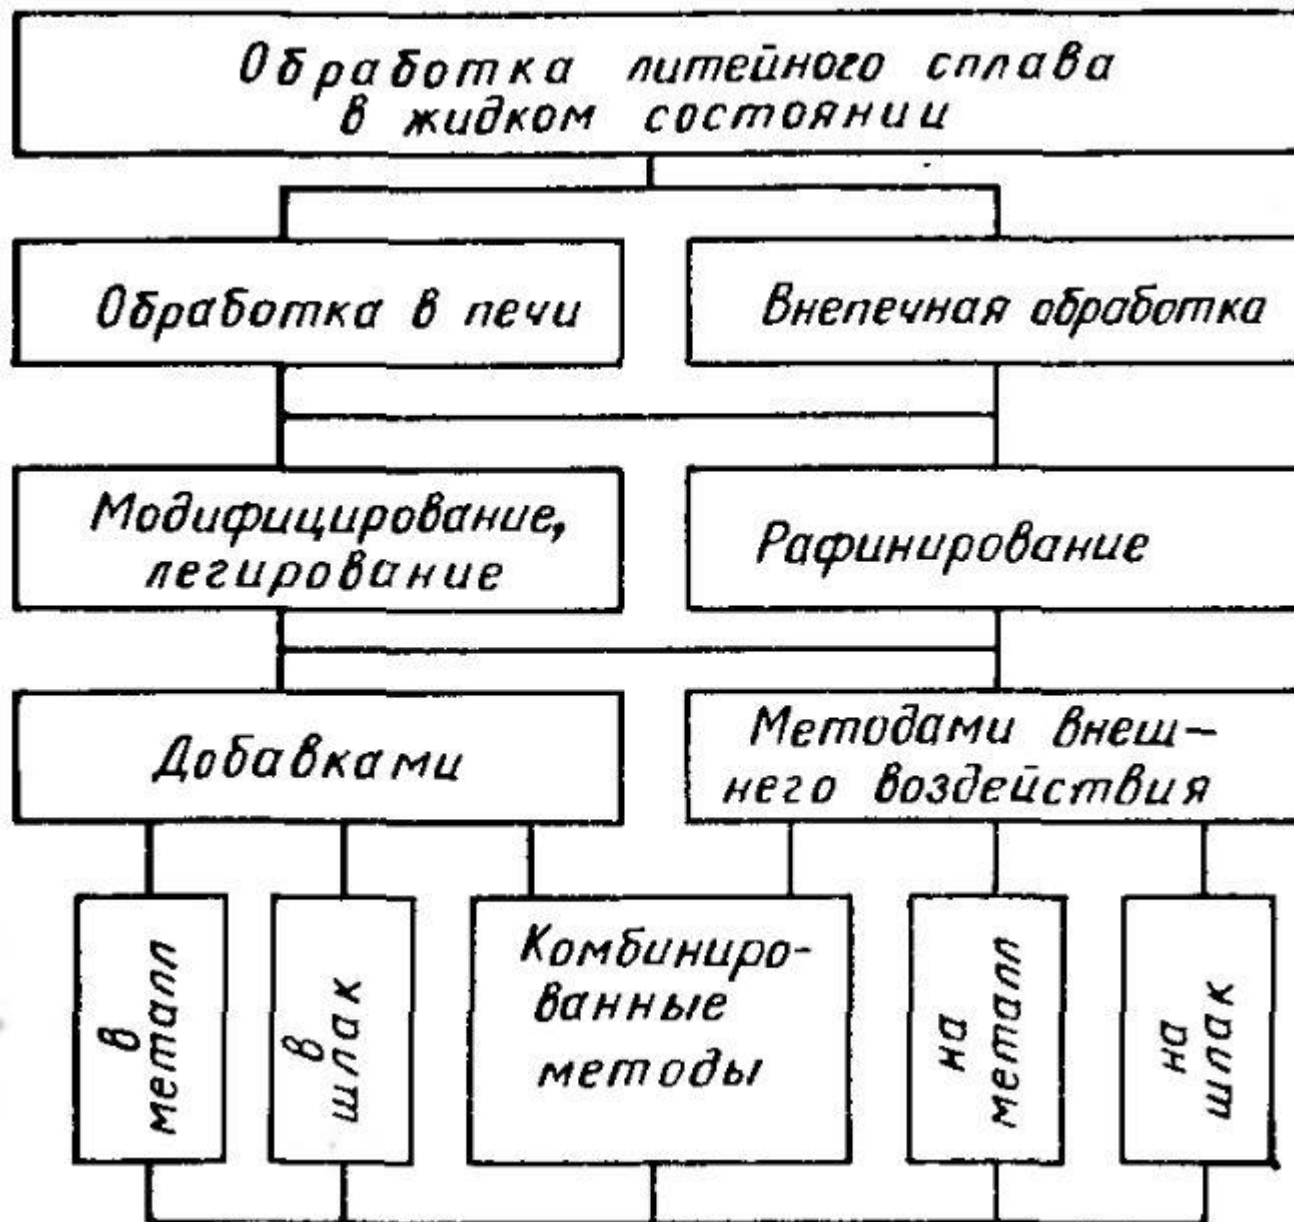 Обработка литейного сплава
в жидком состоянии
Обработка в печи
Внепечная обработка
Модифицирование,
легирование
Рафинирование
Добавками
Методами внеш-
него воздействия
в
металл
в
шлак
Комбиниро-
ванные
методы
на
металл
на
шлак